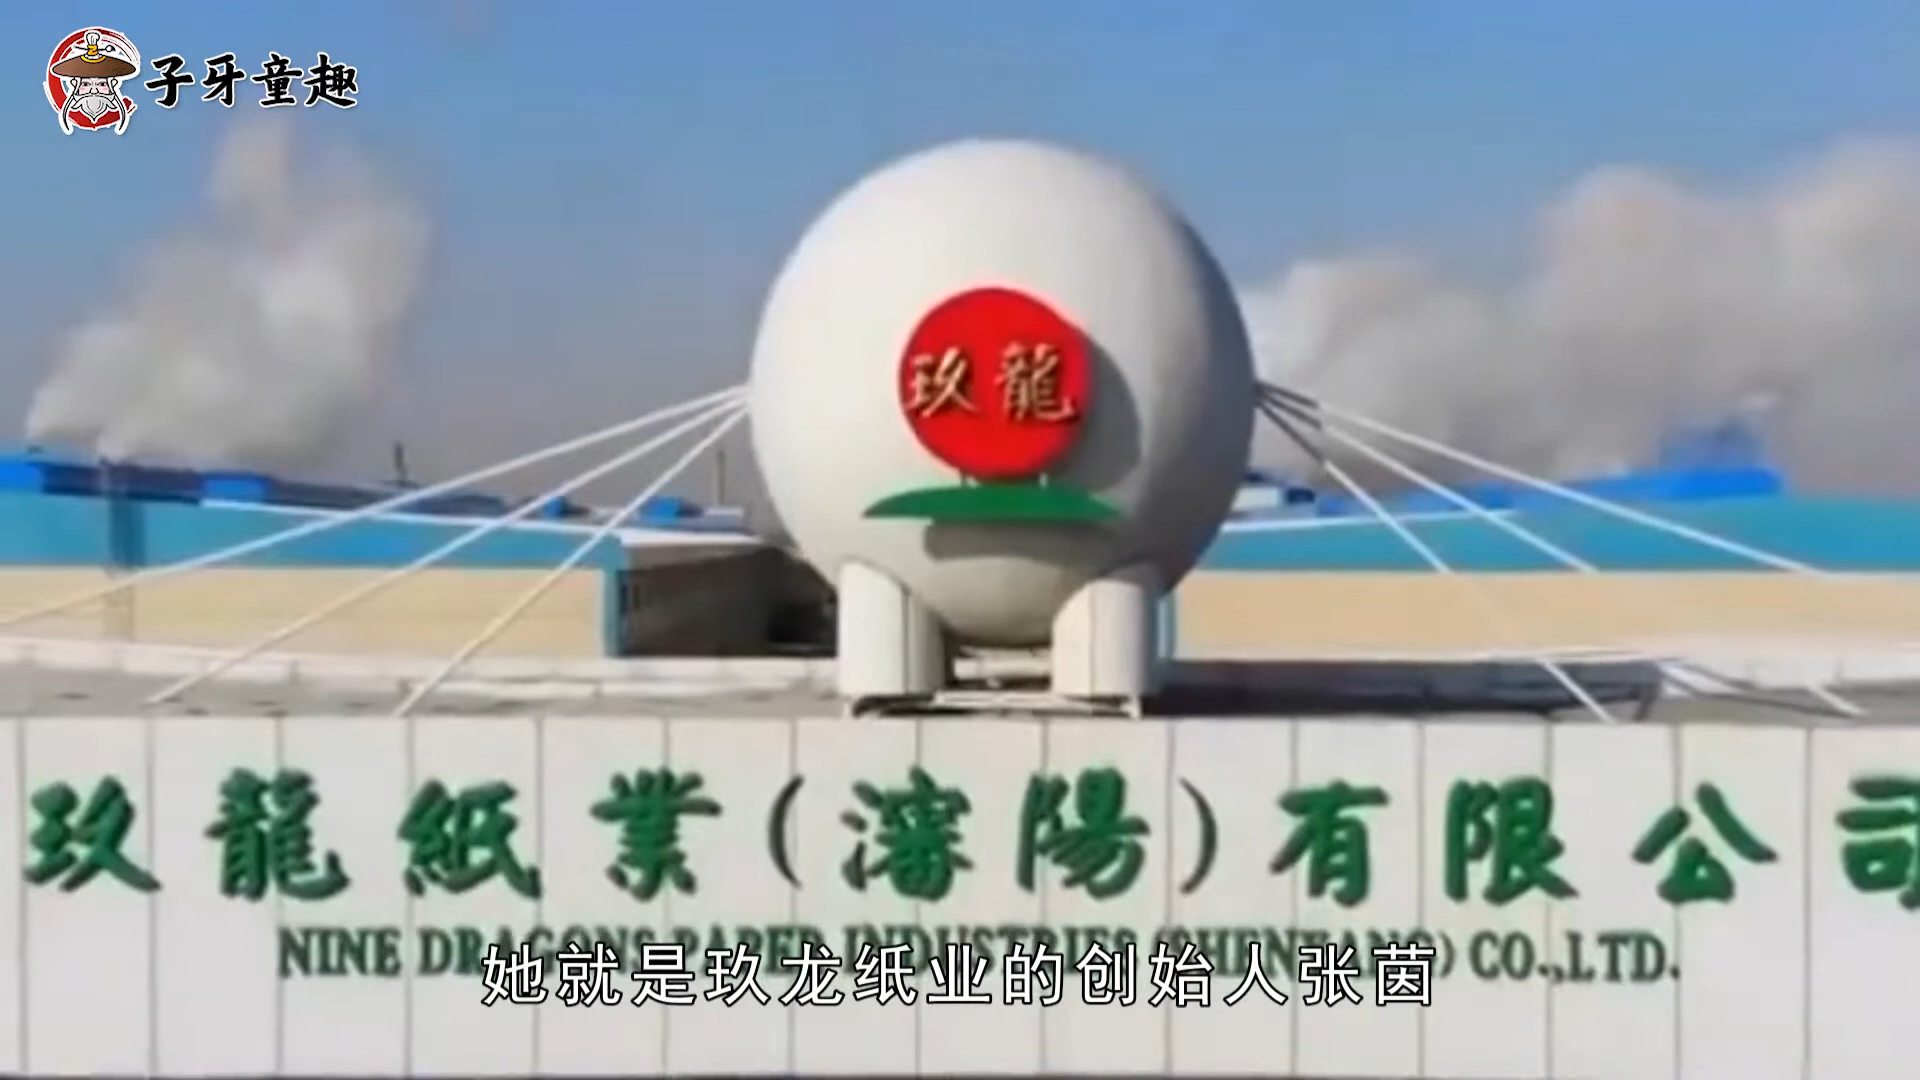 子牙童趣
玖龍
玖龍紙業(瀋陽)有限公司
NINE DRAGONS PAPER INDUSTRIES (SHENYANG) CO.,LTD.
她就是玖龙纸业的创始人张茵